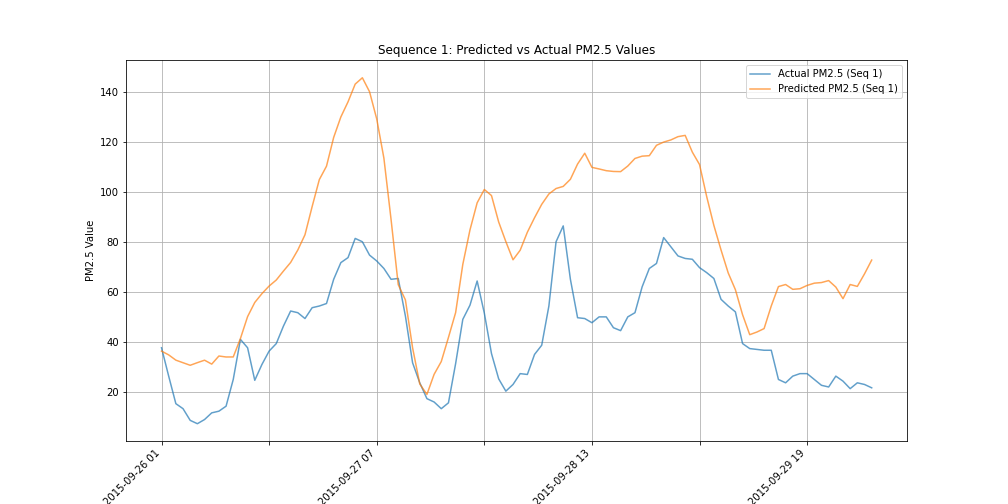 Sequence 1: Predicted vs Actual PM2.5 Values
Actual PM2.5 (Seq 1)
Predicted PM2.5 (Seq 1)
140
120
100
80
60
40
20
PM2.5 Value
2015-09-26 01
2015-09-27 07
2015-09-28 13
2015-09-29 19